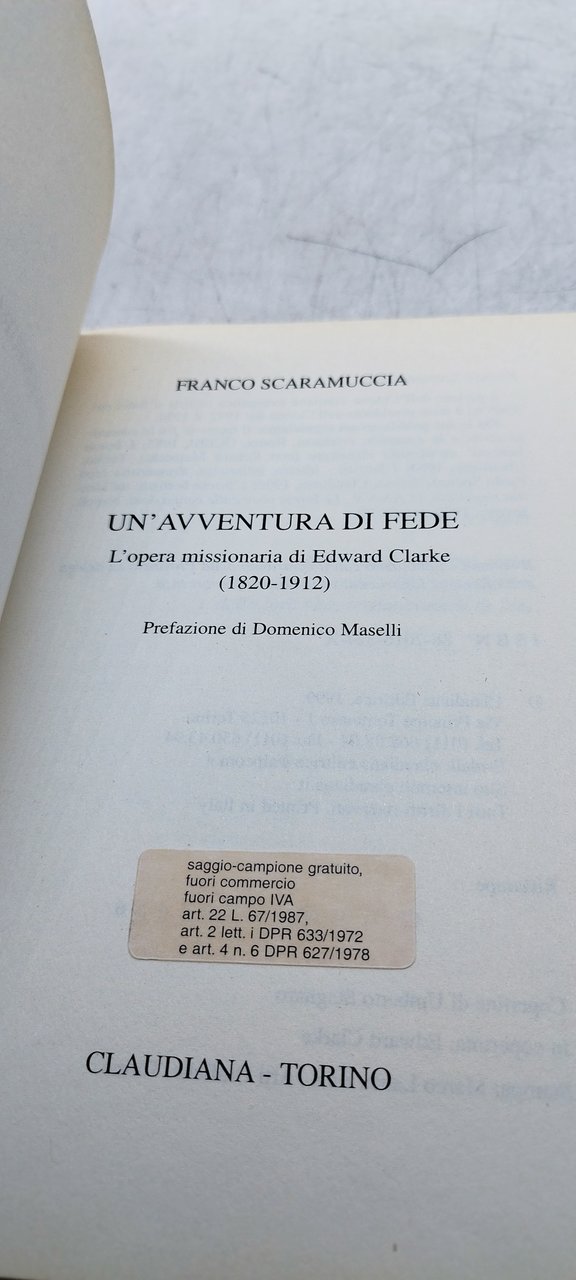 FRANCO SCARAMUCCIA
UN'AVVENTURA DI FEDE
L'opera missionaria di Edward Clarke
(1820-1912)
Prefazione di Domenico Maselli
saggio-campione gratuito,
fuori commercio
fuori campo IVA
art. 22 L. 67/1987,
art. 2 lett. i DPR 633/1972
e art. 4 n. 6 DPR 627/1978
CLAUDIANA - TORINO